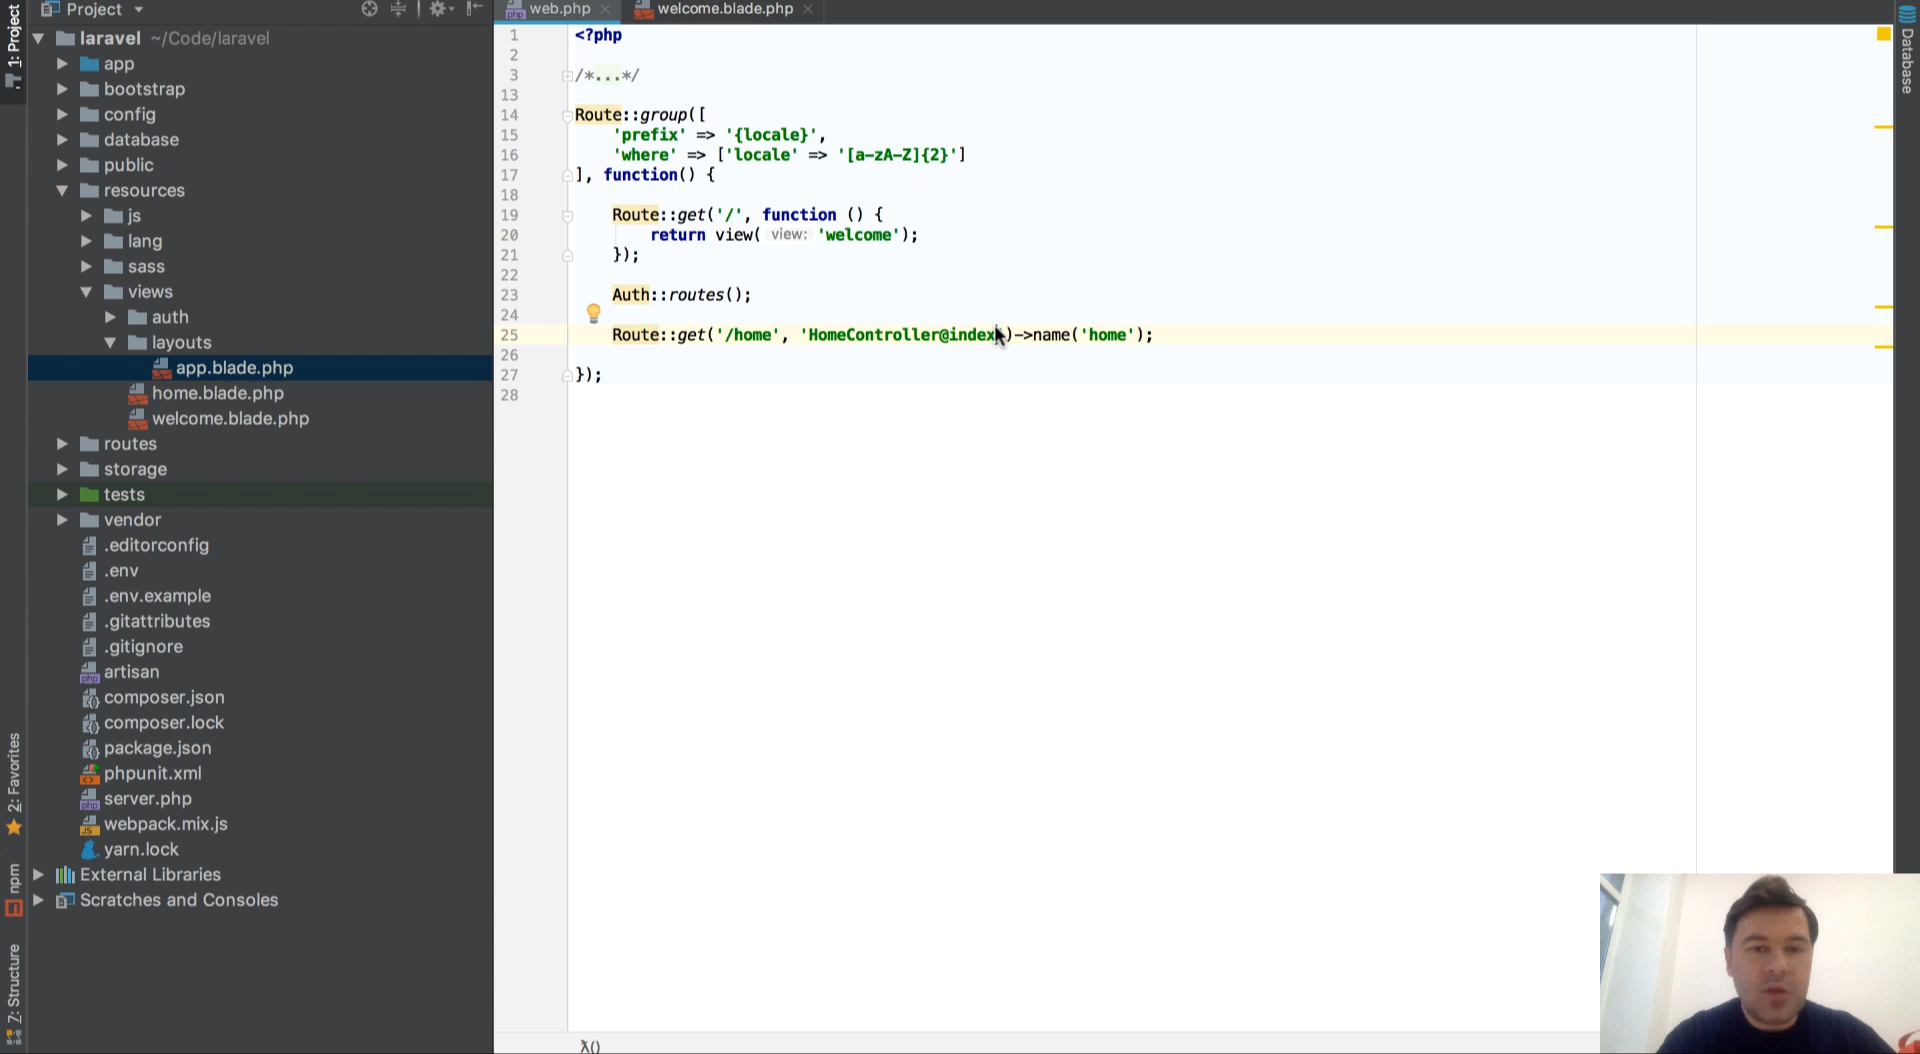 Project
web.php
welcome.blade.php
1: Project
2: Favorites
npm
Z: Structure
Database
laravel ~/Code/laravel
app
bootstrap
config
database
public
resources
js
lang
sass
views
auth
layouts
app.blade.php
home.blade.php
welcome.blade.php
routes
storage
tests
vendor
.editorconfig
.env
.env.example
.gitattributes
.gitignore
artisan
composer.json
composer.lock
package.json
phpunit.xml
server.php
webpack.mix.js
yarn.lock
External Libraries
Scratches and Consoles
1 <?php
2
3 /*...*/
13
14 Route::group([
15 'prefix' => '{locale}',
16 'where' => ['locale' => '[a-zA-Z]{2}']
17 ], function() {
18
19 Route::get('/', function () {
20 return view( view: 'welcome');
21 });
22
23 Auth::routes();
24
25 Route::get('/home', 'HomeController@index')->name('home');
26
27 });
28
λ()